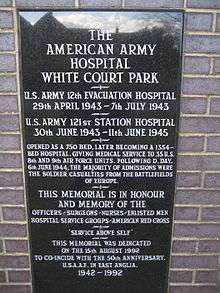 THE
AMERICAN ARMY
HOSPITAL
WHITE COURT PARK
U.S. ARMY 12th EVACUATION HOSPITAL
29th APRIL 1943 - 7th JULY 1943
U.S. ARMY 121st STATION HOSPITAL
30th JUNE 1943 - 11th JUNE 1945
OPENED AS A 750 BED, LATER BECOMING A 1354-
BED HOSPITAL, GIVING MEDICAL SERVICE TO 35 U.S.
8th AND 9th AIR FORCE UNITS. FOLLOWING D.DAY,
6th JUNE 1944, THE MAJORITY OF ADMISSIONS WERE
THE SOLDIER CASUALTIES FROM THE BATTLEFIELDS
OF EUROPE.
THIS MEMORIAL IS IN HONOUR
AND MEMORY OF THE
OFFICERS - SURGEONS - NURSES - ENLISTED MEN
HOSPITAL SERVICE GROUPS - AMERICAN RED CROSS
"SERVICE ABOVE SELF"
THIS MEMORIAL WAS DEDICATED
ON THE 15th AUGUST 1992
TO CO-INCIDE WITH THE 50th ANNIVERSARY,
U.S.A.A.F. IN EAST ANGLIA.
1942 - 1992